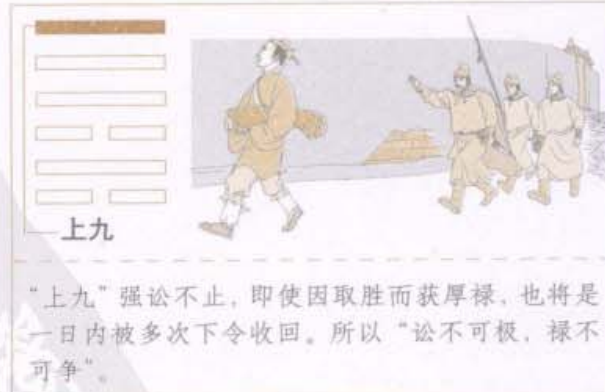 上九
“上九”强讼不止，即使因取胜而获厚禄，也将是
一日内被多次下令收回。所以“讼不可极，禄不
可争”。